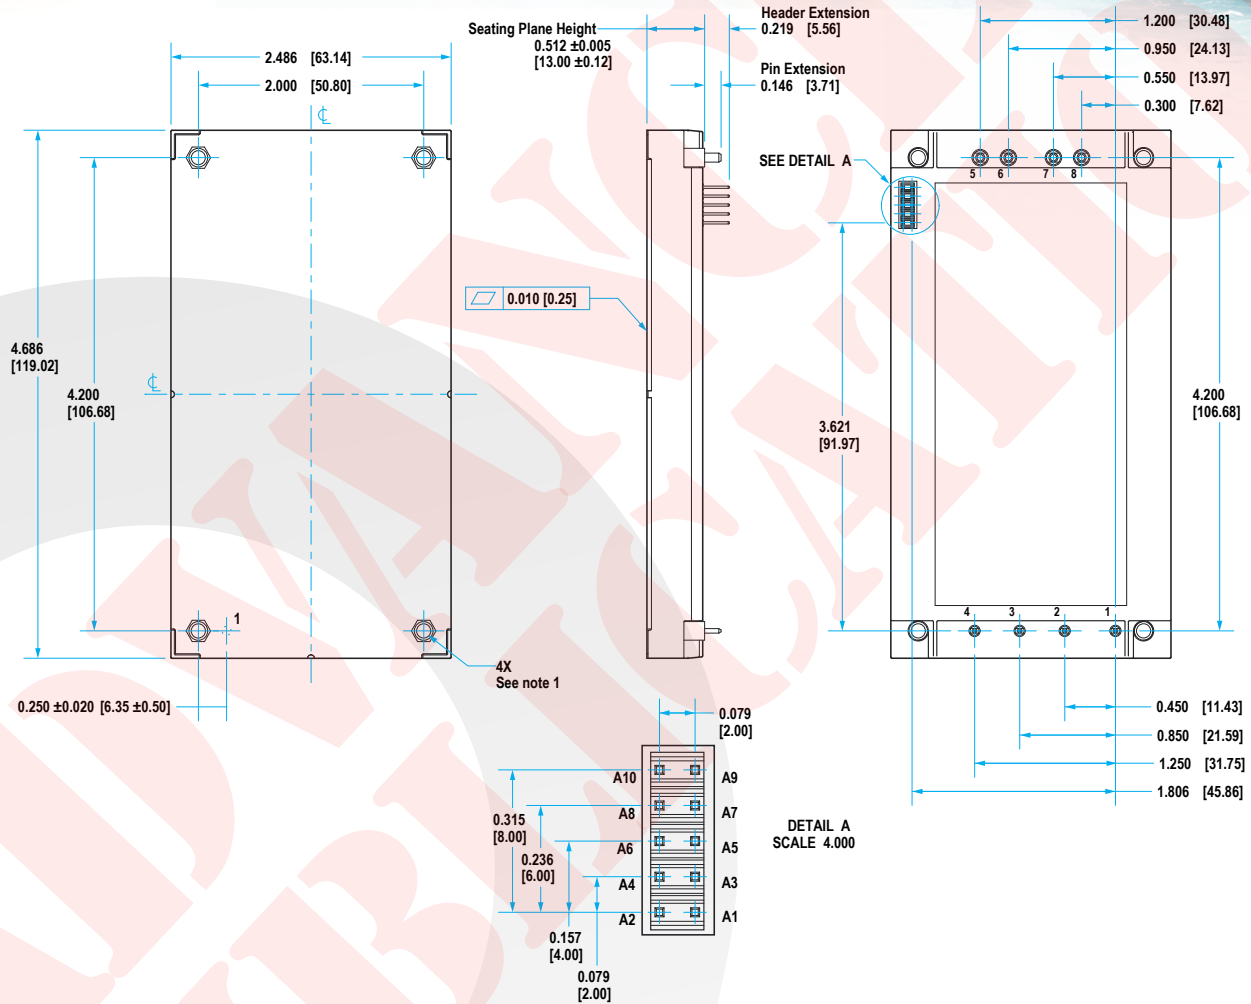 Seating Plane Height
0.512 ±0.005
[13.00 ±0.12]
Header Extension
0.219 [5.56]
Pin Extension
0.146 [3.71]
1.200 [30.48]
0.950 [24.13]
0.550 [13.97]
0.300 [7.62]
2.486 [63.14]
2.000 [50.80]
SEE DETAIL A
5 6 7 8
0.010 [0.25]
4.686
[119.02]
4.200
[106.68]
3.621
[91.97]
4.200
[106.68]
4 3 2 1
1
4X
See note 1
0.250 ±0.020 [6.35 ±0.50]
0.450 [11.43]
0.850 [21.59]
1.250 [31.75]
1.806 [45.86]
0.079
[2.00]
A10 A9
A8 A7
A6 A5
A4 A3
A2 A1
0.315
[8.00]
0.236
[6.00]
0.157
[4.00]
0.079
[2.00]
DETAIL A
SCALE 4.000